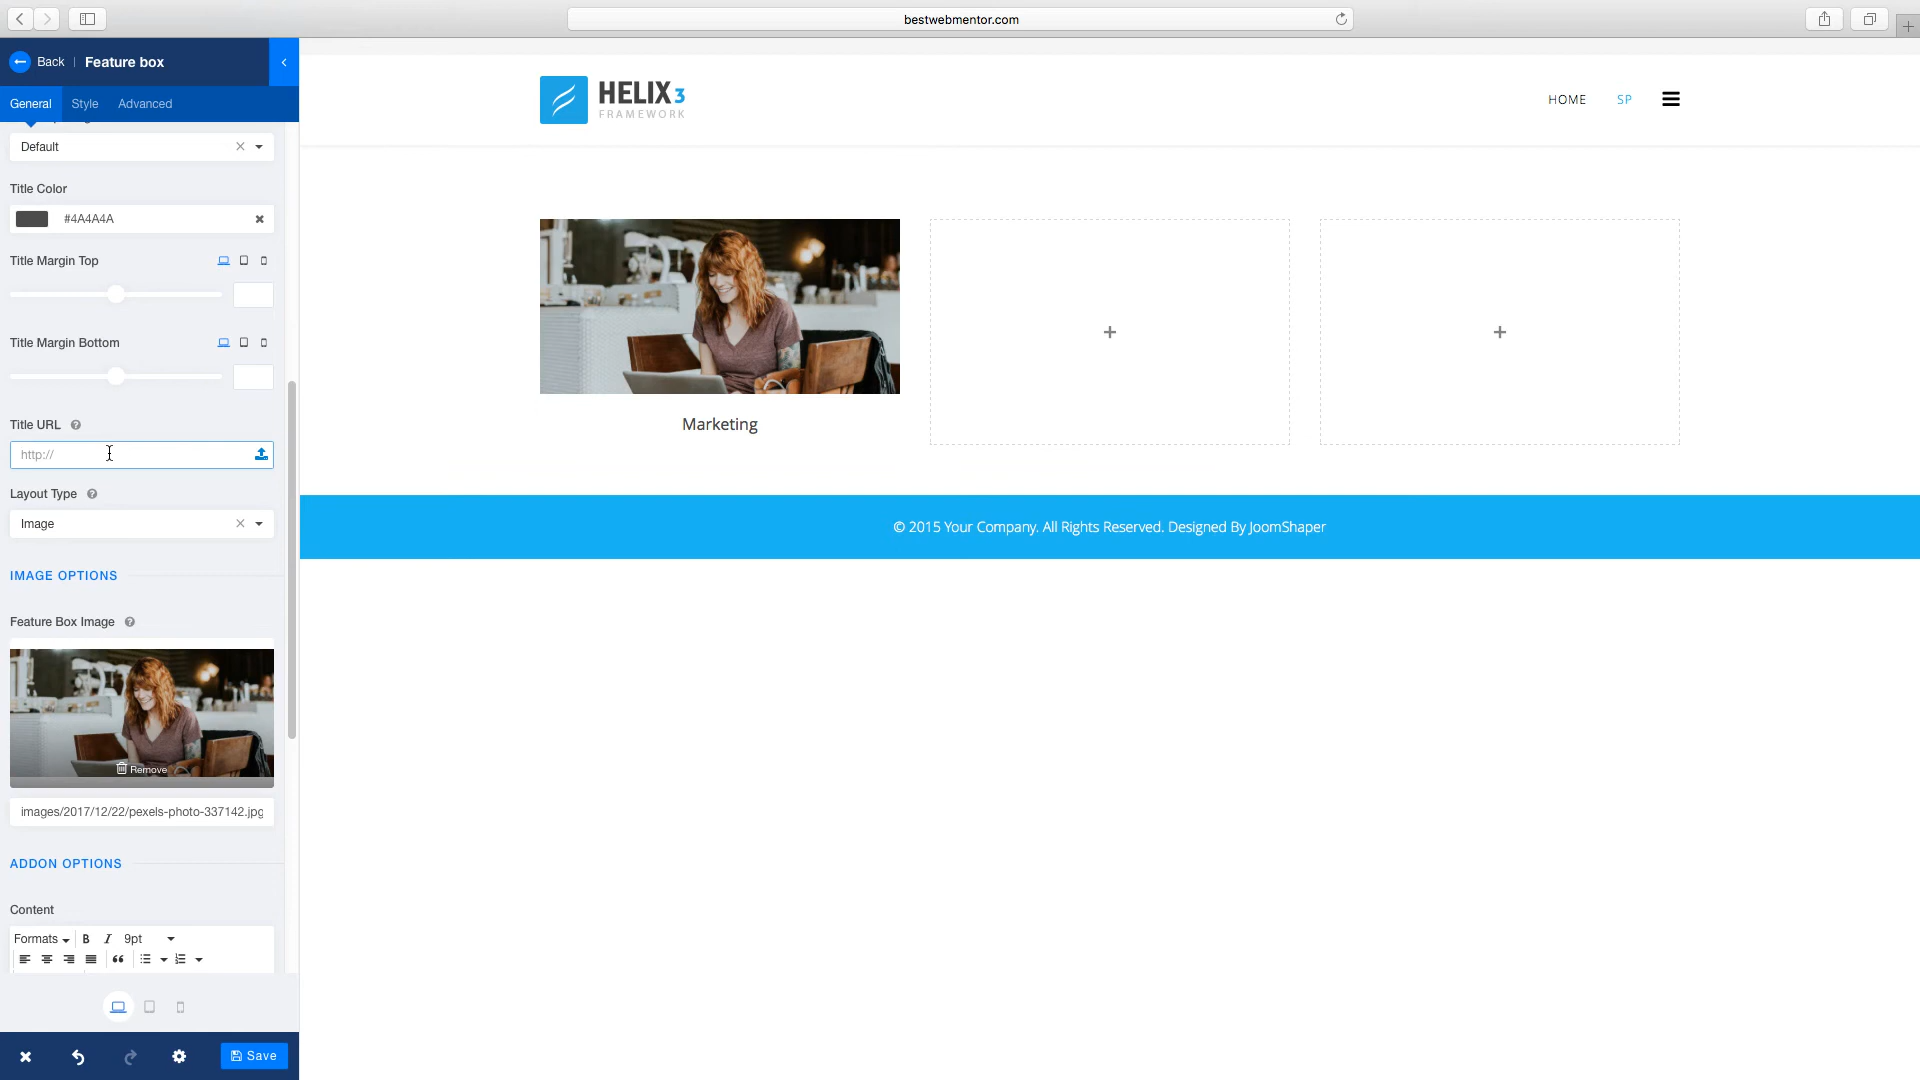 bestwebmentor.com
Back | Feature box
General Style Advanced
Default
Title Color
#4A4A4A
Title Margin Top
Title Margin Bottom
Title URL
http://
Layout Type
Image
IMAGE OPTIONS
Feature Box Image
Remove
images/2017/12/22/pexels-photo-337142.jpg
ADDON OPTIONS
Content
Formats B I 9pt
Save
HELIX3
FRAMEWORK
HOME SP
Marketing
© 2015 Your Company. All Rights Reserved. Designed By JoomShaper